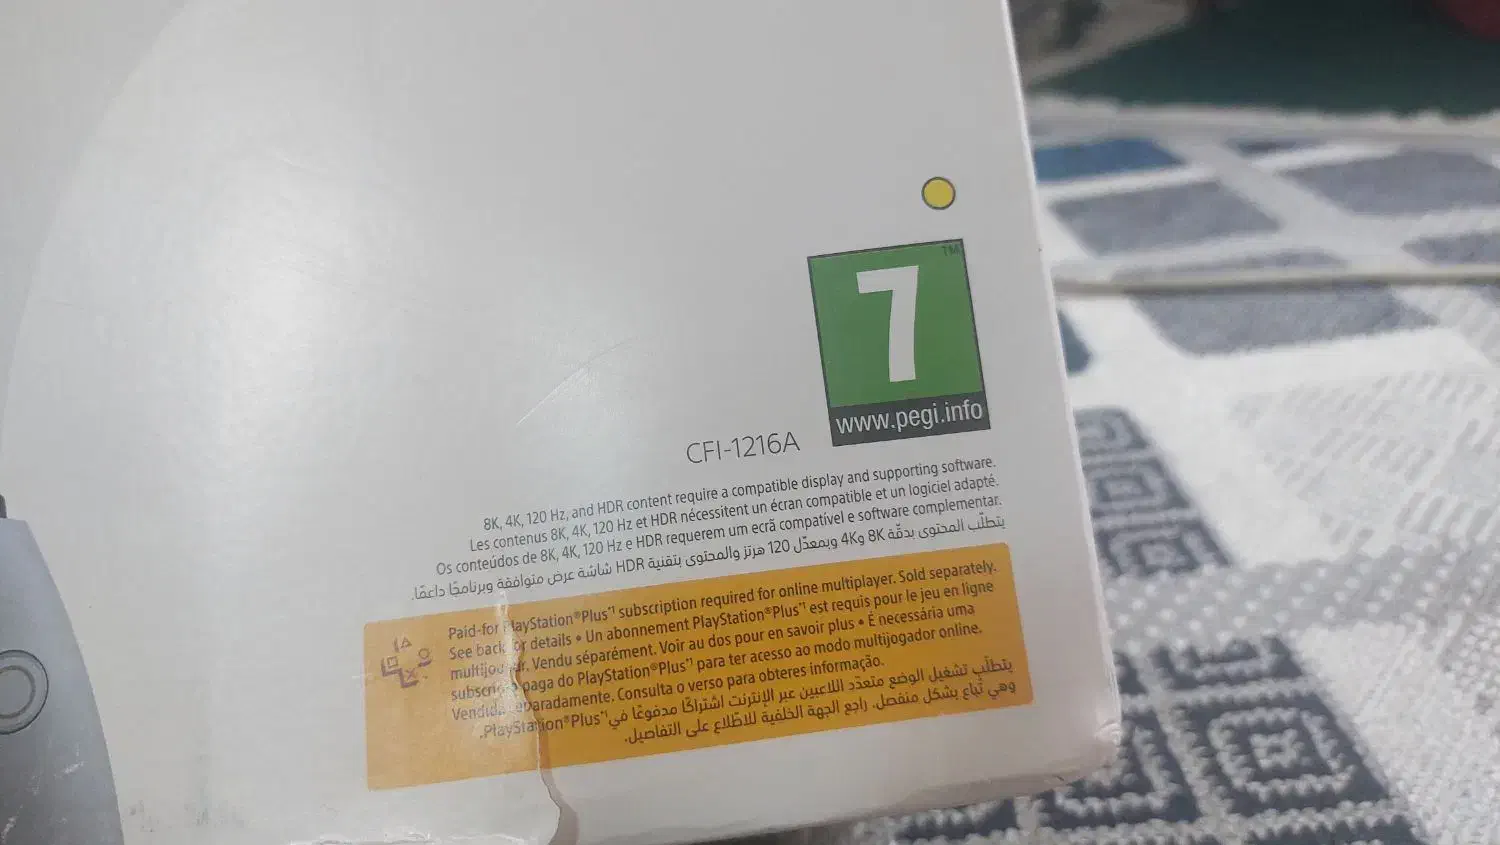 7
TM
www.pegi.info
CFI-1216A
8K, 4K, 120 Hz, and HDR content require a compatible display and supporting software.
Les contenus 8K, 4K, 120 Hz et HDR nécessitent un écran compatible et un logiciel adapté.
Os conteúdos de 8K, 4K, 120 Hz e HDR requerem um ecrã compatível e software complementar.
يتطلّب المحتوى بدقّة 8K و4K وبمعدّل 120 هرتز والمحتوى بتقنية HDR شاشة عرض متوافقة وبرنامجًا داعمًا.
Paid-for PlayStation®Plus*¹ subscription required for online multiplayer. Sold separately.
See back for details • Un abonnement PlayStation®Plus*¹ est requis pour le jeu en ligne
multijoueur. Vendu séparément. Voir au dos pour en savoir plus • É necessária uma
subscrição paga do PlayStation®Plus*¹ para ter acesso ao modo multijogador online.
Vendida separadamente. Consulta o verso para obteres informação.
يتطلّب تشغيل الوضع متعدّد اللاعبين عبر الإنترنت اشتراكًا مدفوعًا في PlayStation®Plus*¹.
وهي تُباع بشكل منفصل. راجع الجهة الخلفية للاطّلاع على التفاصيل.